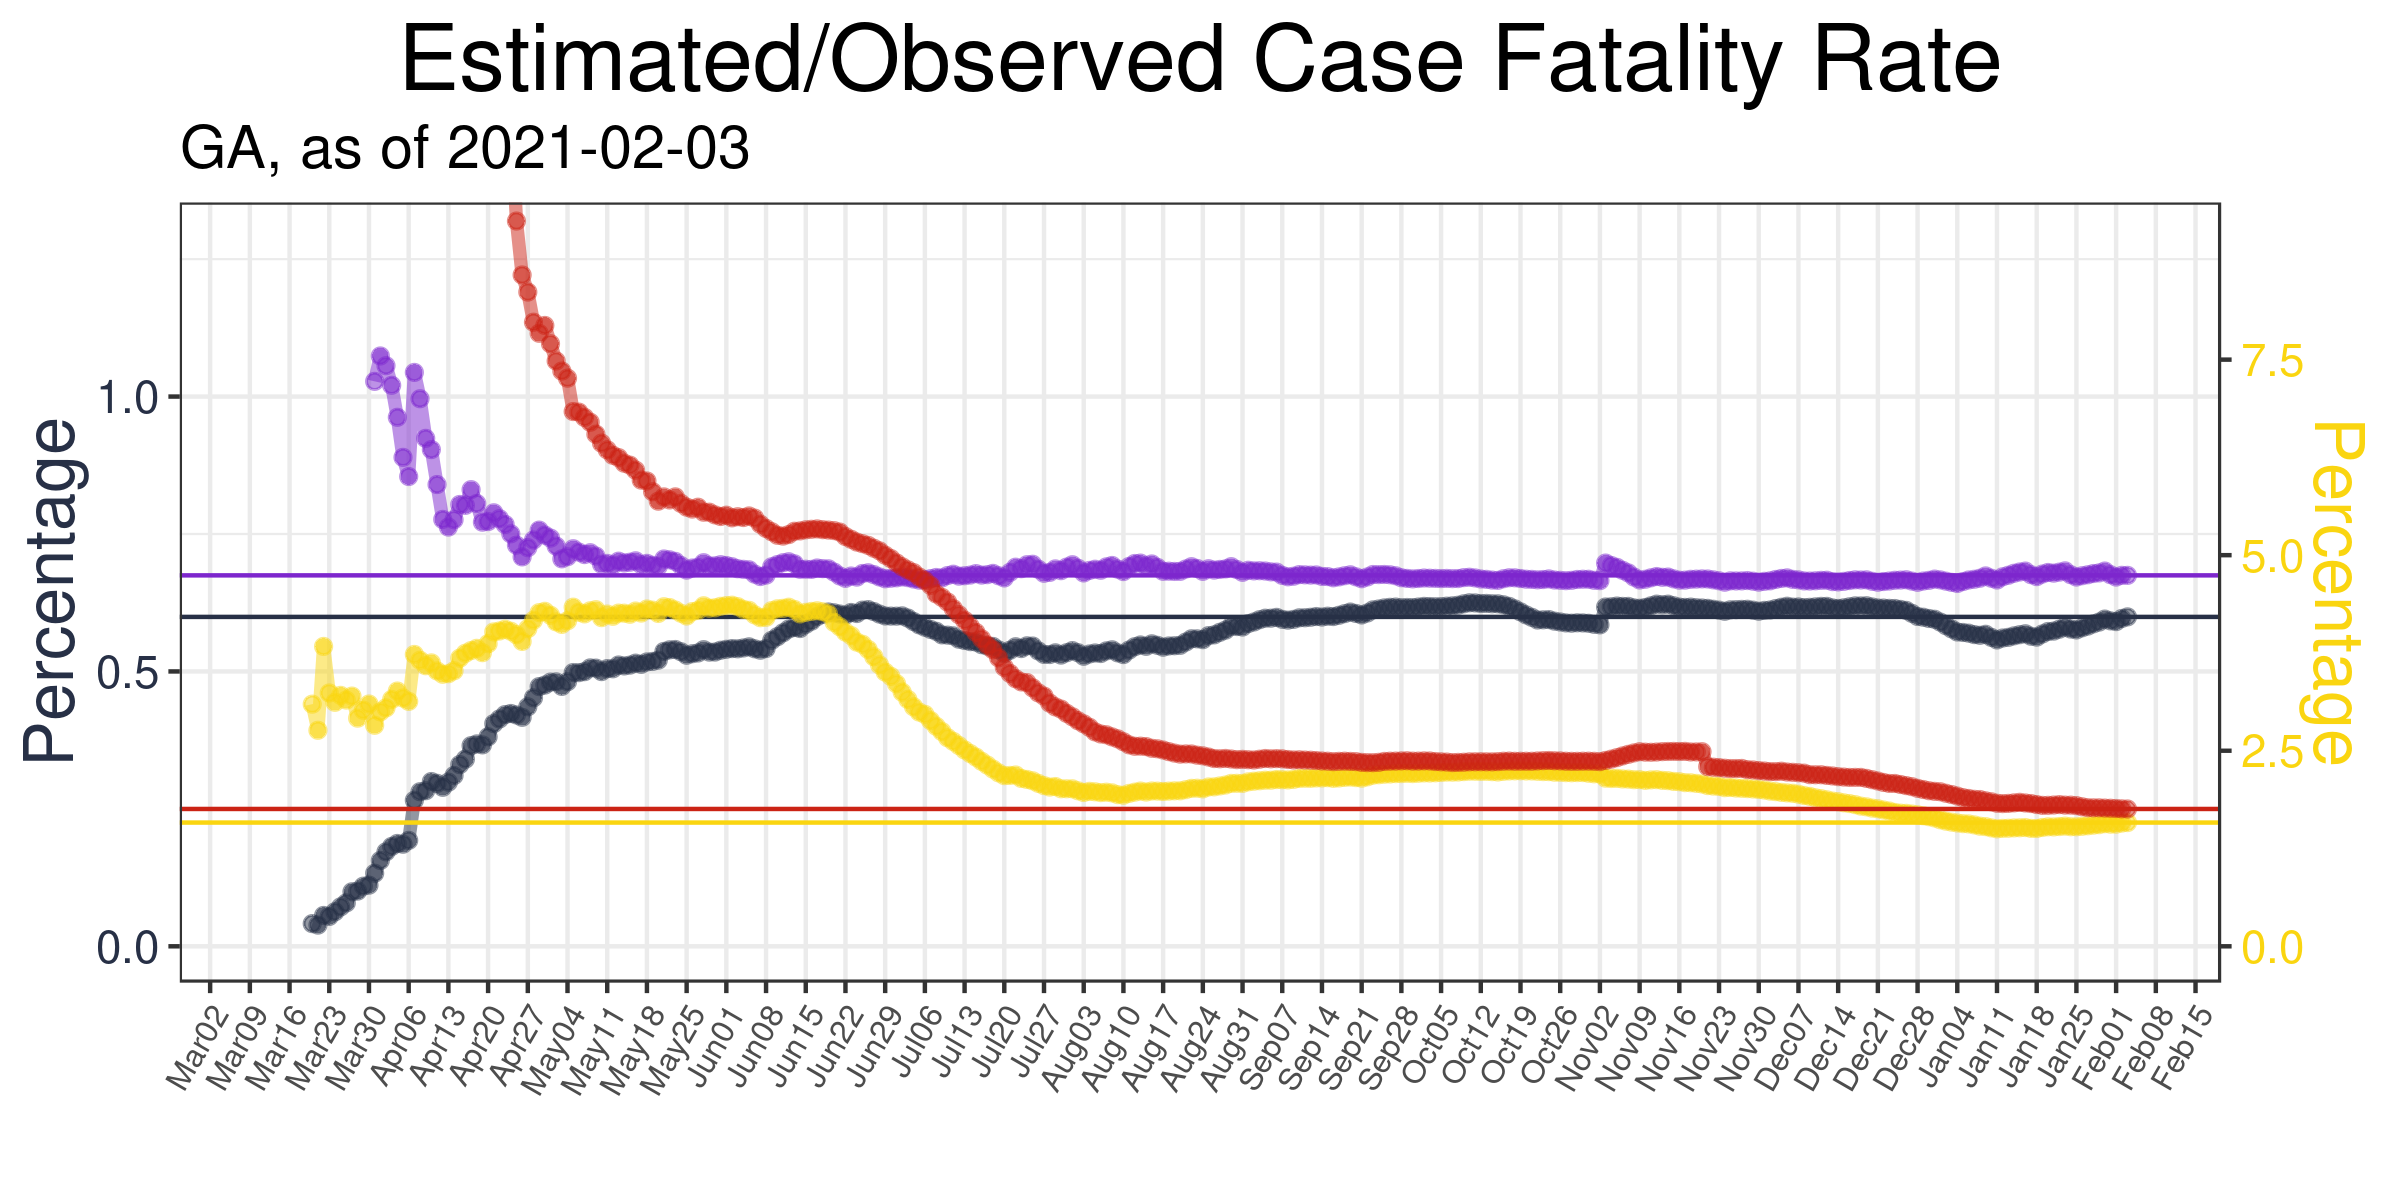 Estimated/Observed Case Fatality Rate
GA, as of 2021-02-03
Percentage
1.0
0.5
0.0
7.5
5.0
2.5
0.0
Percentage
Mar02
Mar09
Mar16
Mar23
Mar30
Apr06
Apr13
Apr20
Apr27
May04
May11
May18
May25
Jun01
Jun08
Jun15
Jun22
Jun29
Jul06
Jul13
Jul20
Jul27
Aug03
Aug10
Aug17
Aug24
Aug31
Sep07
Sep14
Sep21
Sep28
Oct05
Oct12
Oct19
Oct26
Nov02
Nov09
Nov16
Nov23
Nov30
Dec07
Dec14
Dec21
Dec28
Jan04
Jan11
Jan18
Jan25
Feb01
Feb08
Feb15